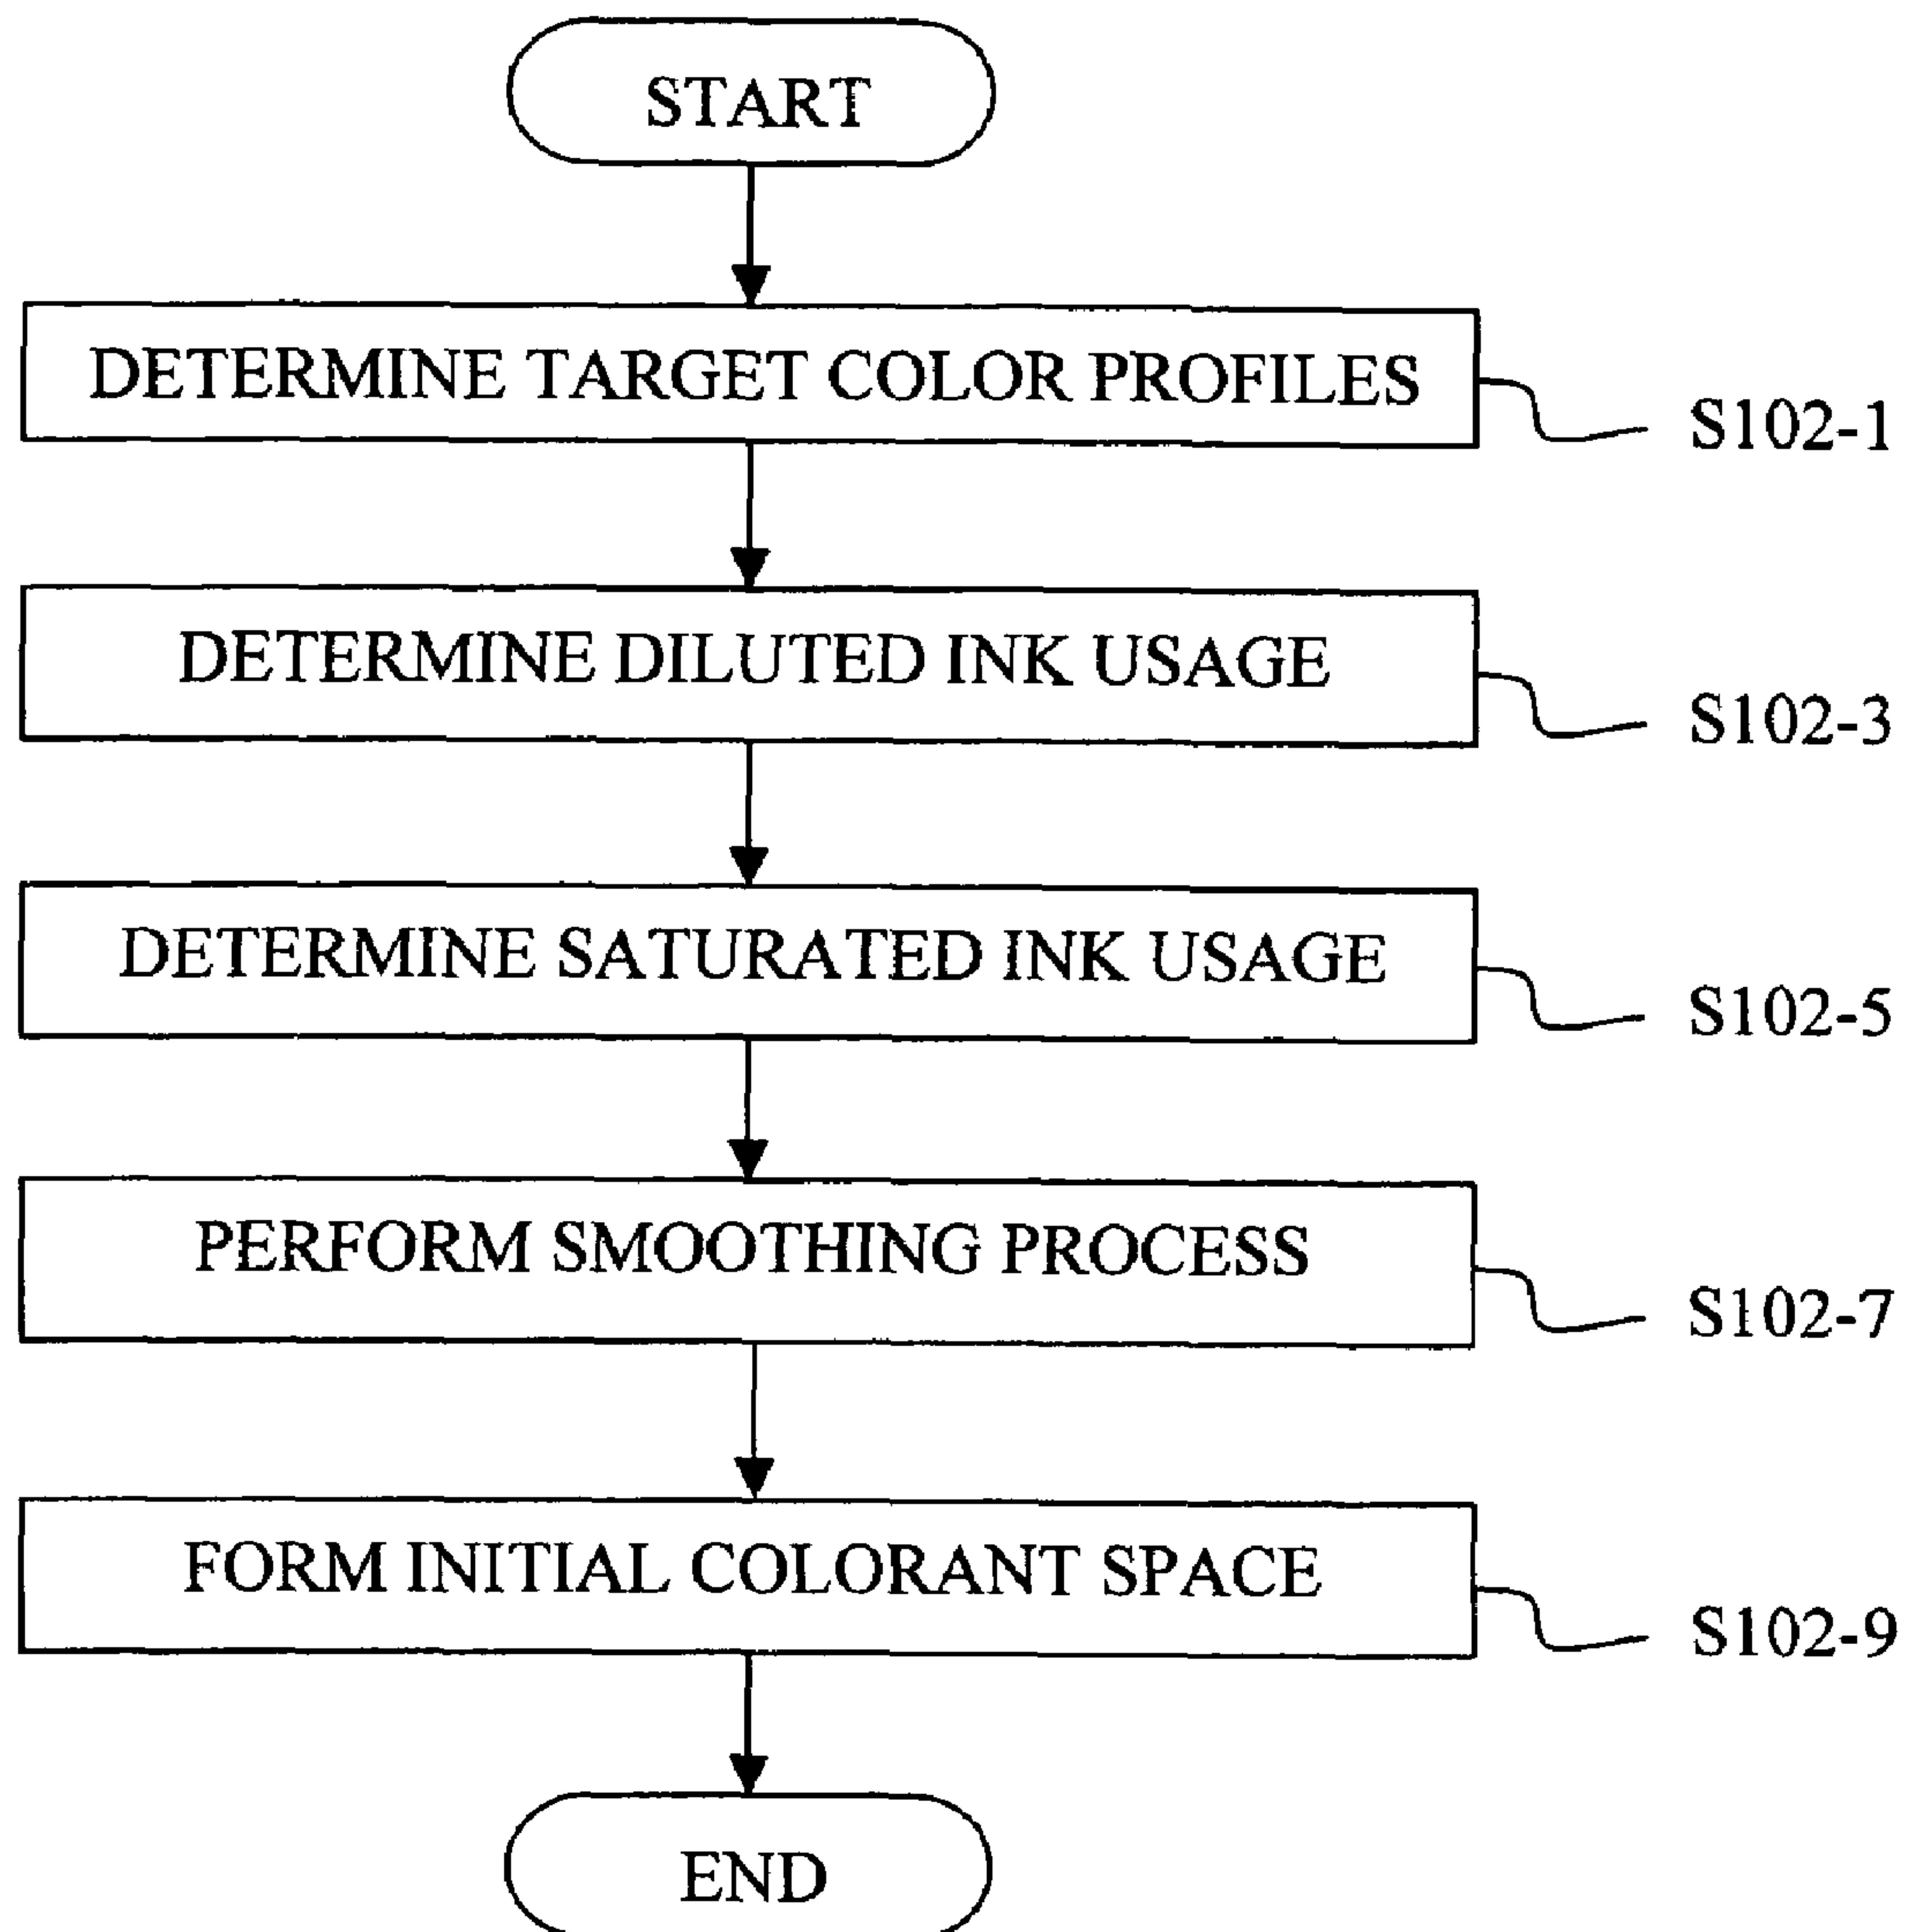 START
DETERMINE TARGET COLOR PROFILES
S102-1
DETERMINE DILUTED INK USAGE
S102-3
DETERMINE SATURATED INK USAGE
S102-5
PERFORM SMOOTHING PROCESS
S102-7
FORM INITIAL COLORANT SPACE
S102-9
END